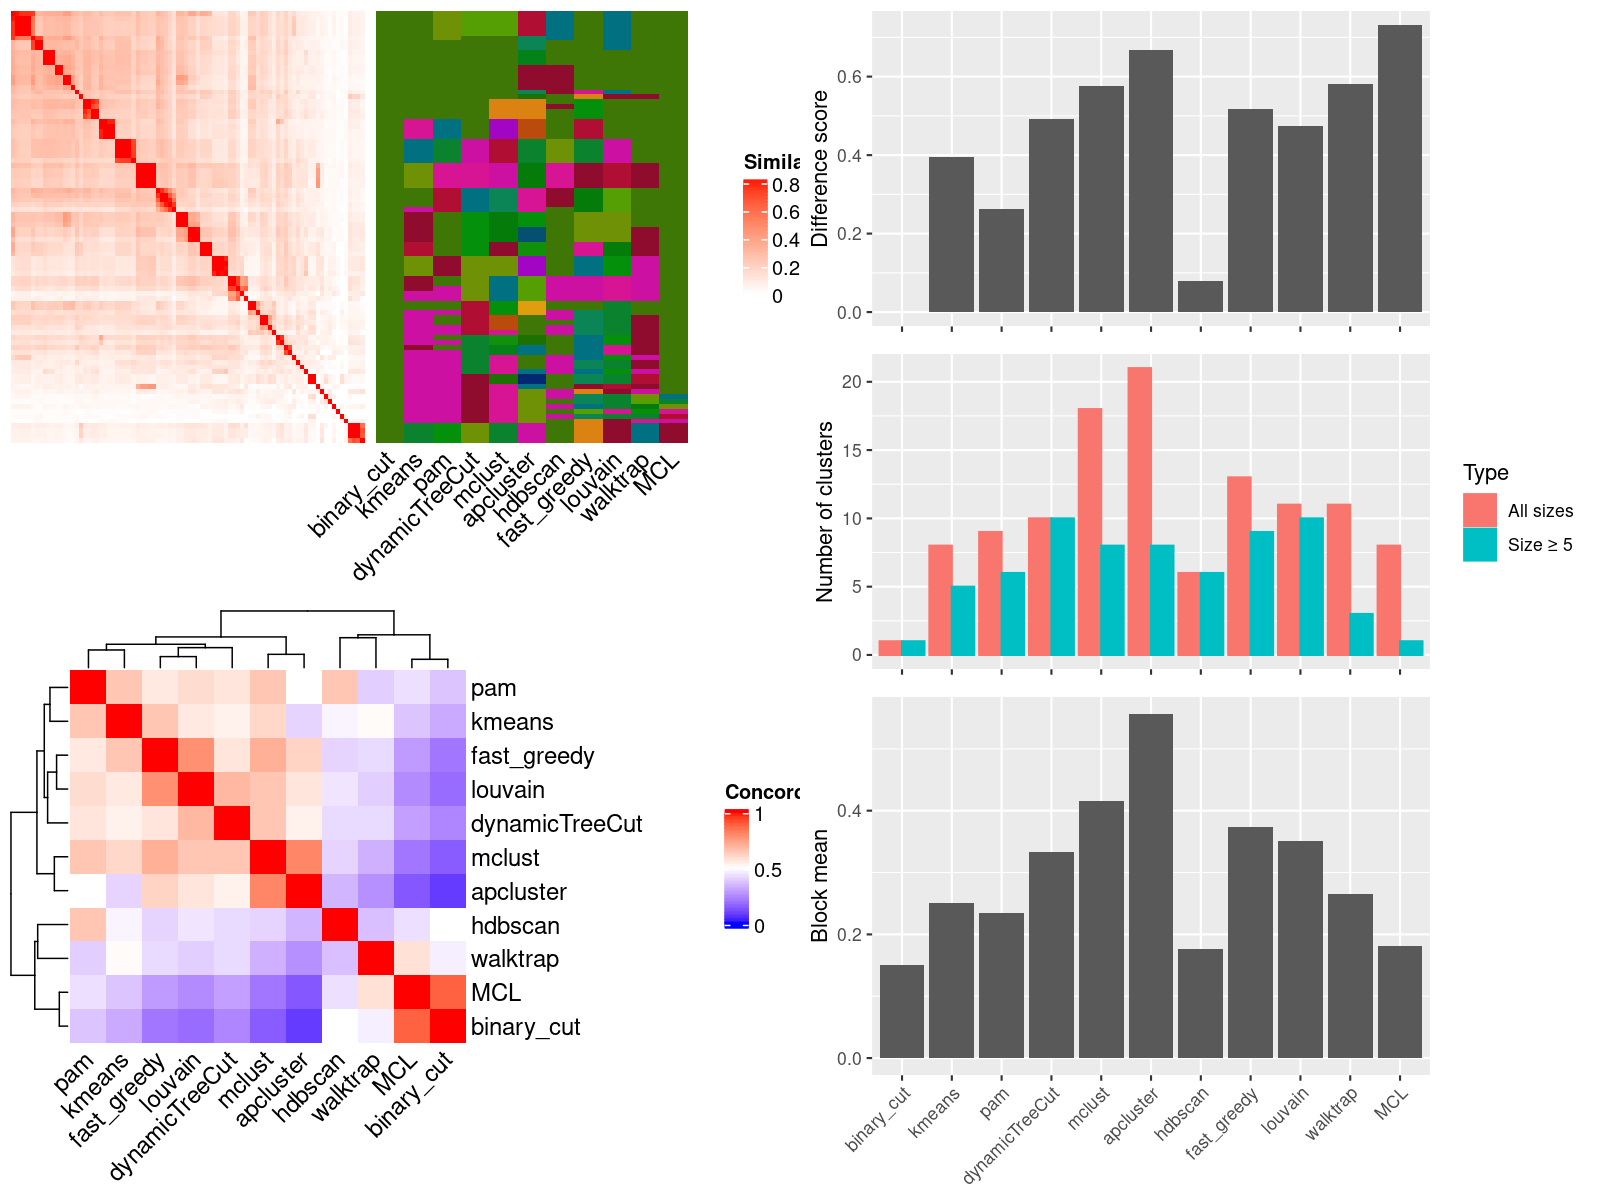 Simila
0.8
0.6
0.4
0.2
0
binary_cut
kmeans
pam
dynamicTreeCut
mclust
apcluster
hdbscan
fast_greedy
louvain
walktrap
MCL
pam
kmeans
fast_greedy
louvain
dynamicTreeCut
mclust
apcluster
hdbscan
walktrap
MCL
binary_cut
pam
kmeans
fast_greedy
louvain
dynamicTreeCut
mclust
apcluster
hdbscan
walktrap
MCL
binary_cut
Concord
1
0.5
0
Difference score
0.6
0.4
0.2
0.0
Number of clusters
20
15
10
5
0
Type
All sizes
Size ≥ 5
Block mean
0.4
0.2
0.0
binary_cut
kmeans
pam
dynamicTreeCut
mclust
apcluster
hdbscan
fast_greedy
louvain
walktrap
MCL